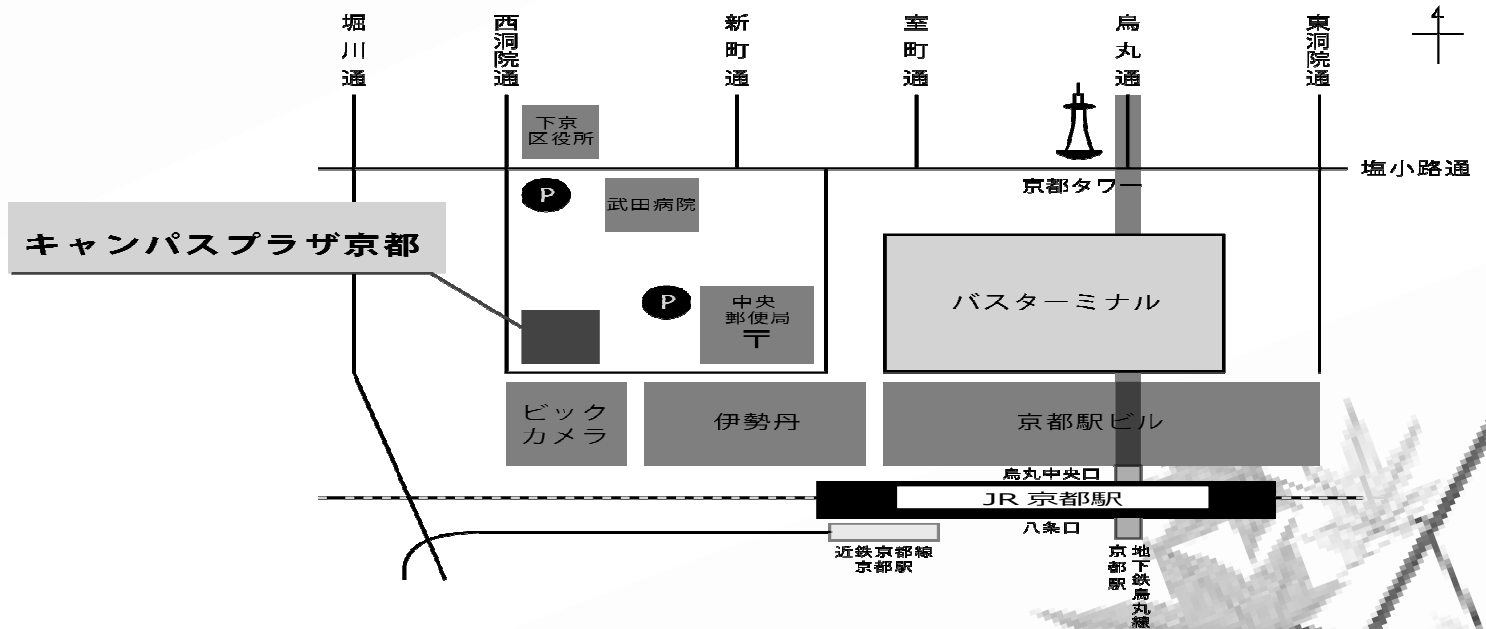 堀川通
西洞院通
新町通
室町通
烏丸通
東洞院通
下京
区役所
塩小路通
P
武田病院
京都タワー
キャンパスプラザ京都
P
中央
郵便局
〒
バスターミナル
ビック
カメラ
伊勢丹
京都駅ビル
烏丸中央口
JR 京都駅
八条口
近鉄京都線
京都駅
地下鉄烏丸線
京都駅